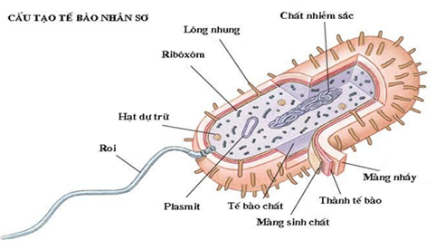 CẤU TẠO TẾ BÀO NHÂN SƠ
Chất nhiễm sắc
Lông nhung
Ribôxôm
Hạt dự trữ
Roi
Plasmit
Tế bào chất
Màng sinh chất
Thành tế bào
Màng nháy